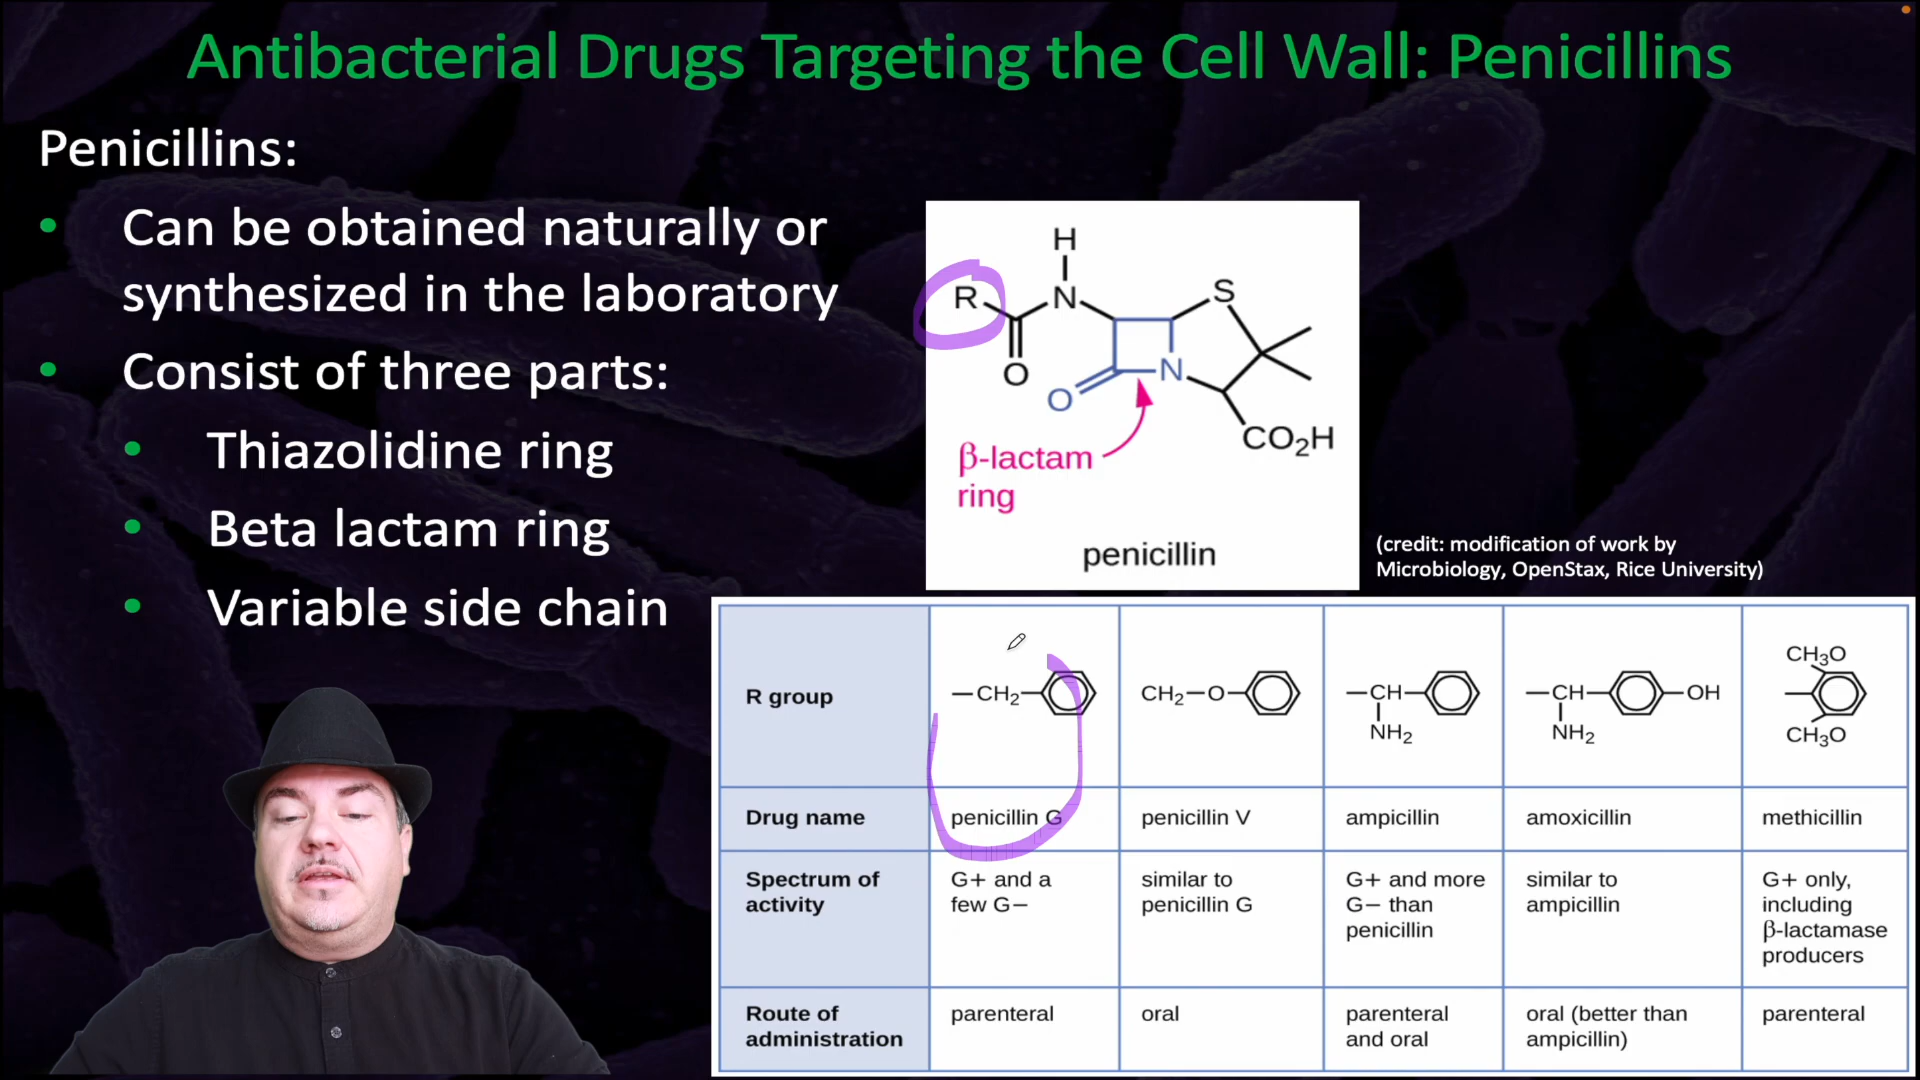 Antibacterial Drugs Targeting the Cell Wall: Penicillins
Penicillins:
• Can be obtained naturally or
synthesized in the laboratory
• Consist of three parts:
• Thiazolidine ring
• Beta lactam ring
• Variable side chain
H
R N S
O N
O
CO₂H
β-lactam
ring
penicillin
(credit: modification of work by
Microbiology, OpenStax, Rice University)
R group
—CH₂—
CH₂—O—
—CH—
NH₂
—CH— —OH
NH₂
CH₃O
CH₃O
Drug name penicillin G penicillin V ampicillin amoxicillin methicillin
Spectrum of
activity
G+ and a
few G−
similar to
penicillin G
G+ and more
G− than
penicillin
similar to
ampicillin
G+ only,
including
β-lactamase
producers
Route of
administration
parenteral
oral
parenteral
and oral
oral (better than
ampicillin)
parenteral